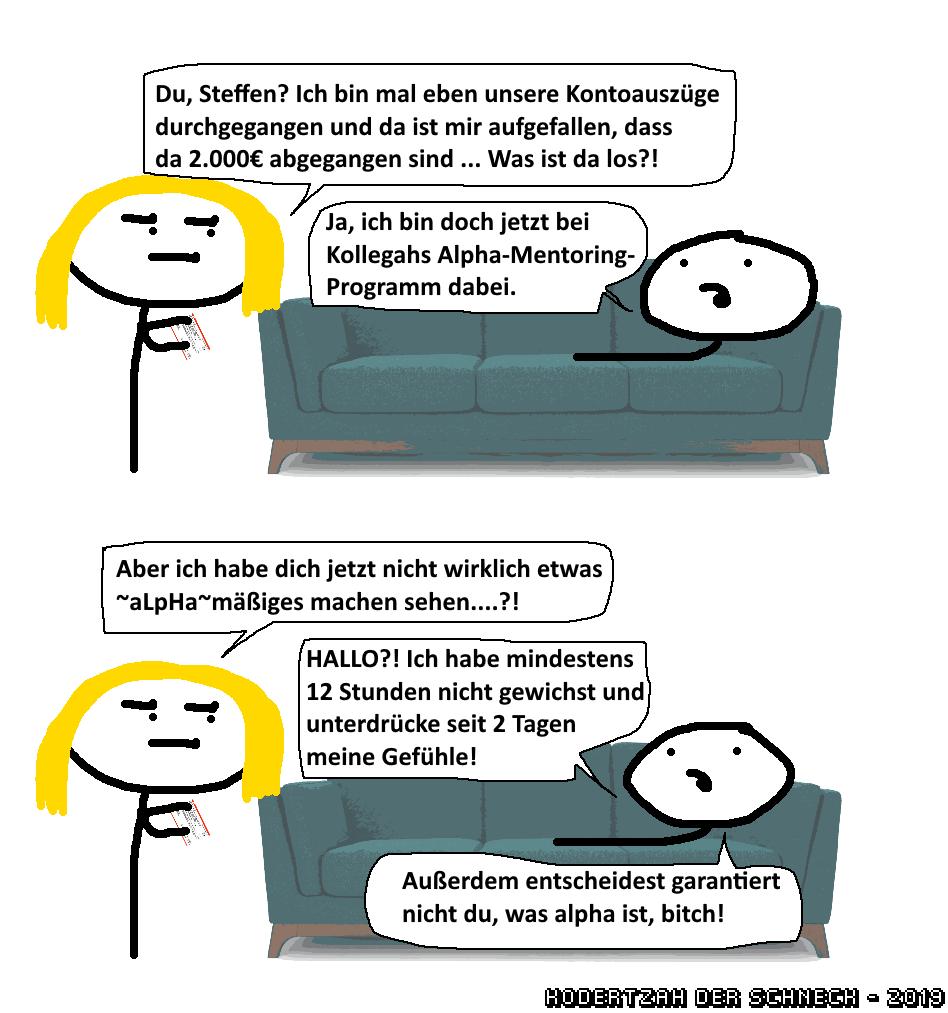 Du, Steffen? Ich bin mal eben unsere Kontoauszüge
durchgegangen und da ist mir aufgefallen, dass
da 2.000€ abgegangen sind ... Was ist da los?!
Ja, ich bin doch jetzt bei
Kollegahs Alpha-Mentoring-
Programm dabei.
Aber ich habe dich jetzt nicht wirklich etwas
~aLpHa~mäßiges machen sehen....?!
HALLO?! Ich habe mindestens
12 Stunden nicht gewichst und
unterdrücke seit 2 Tagen
meine Gefühle!
Außerdem entscheidest garantiert
nicht du, was alpha ist, bitch!
HODERTZAH DER SCHNECH - 2019